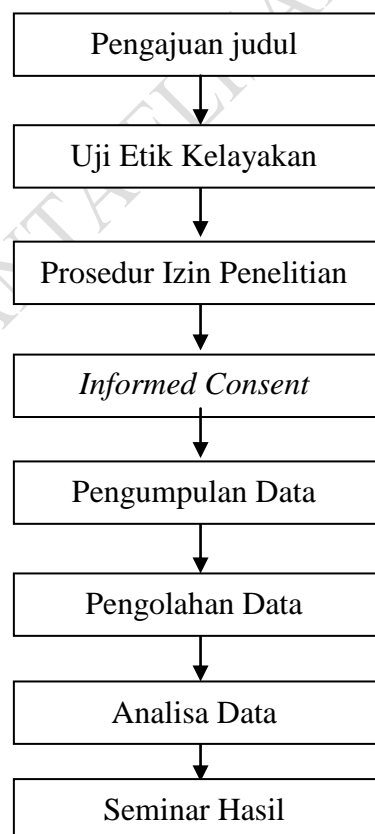 Pengajuan judul
Uji Etik Kelayakan
Prosedur Izin Penelitian
Informed Consent
Pengumpulan Data
Pengolahan Data
Analisa Data
Seminar Hasil